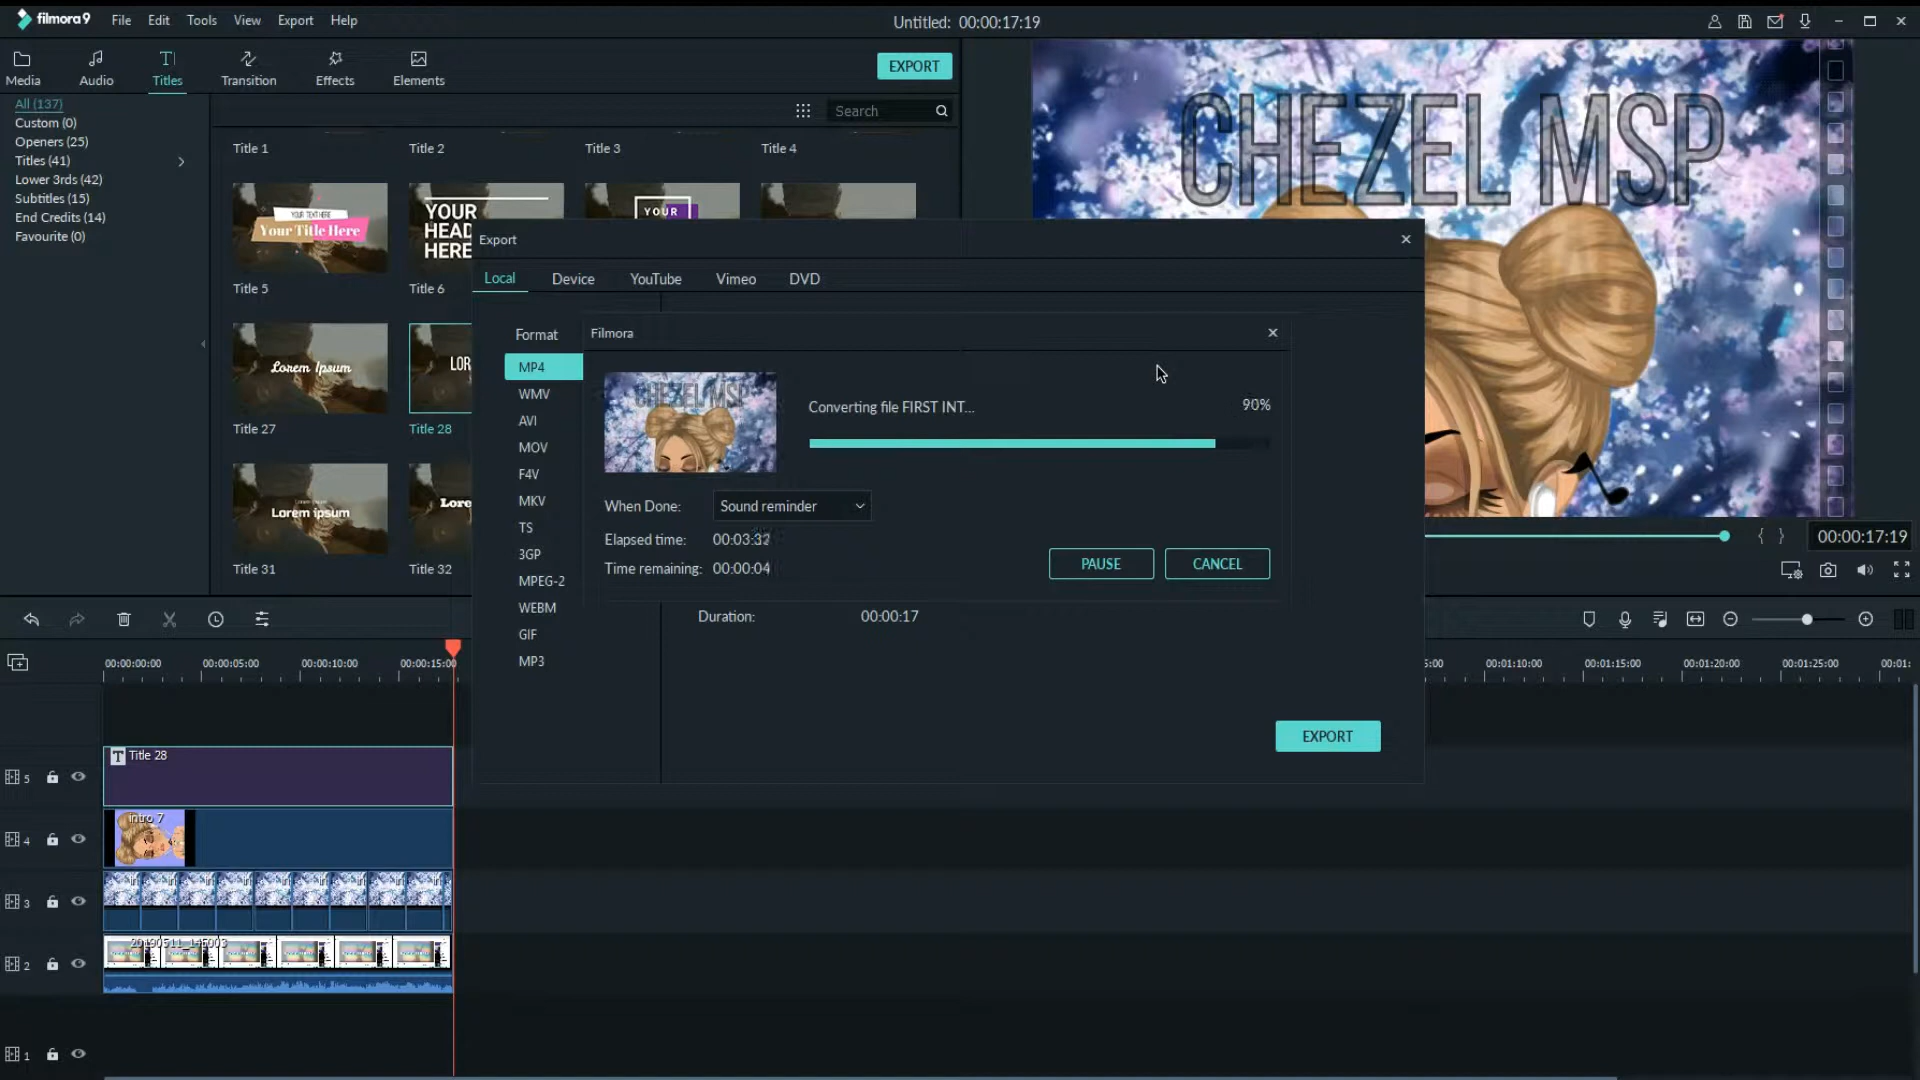 filmora9 File Edit Tools View Export Help
Untitled: 00:00:17:19
Media Audio Titles Transition Effects Elements
EXPORT
All (137)
Custom (0)
Openers (25)
Titles (41)
Lower 3rds (42)
Subtitles (15)
End Credits (14)
Favourite (0)
Search
Title 1 Title 2 Title 3 Title 4
YOUR TEXT HERE
Your Title Here
YOUR
HEAD
HERE
YOUR
Title 5 Title 6
Lorem Ipsum
LOR
Title 27 Title 28
Lorem ipsum
Lore
Title 31 Title 32
CHEZEL MSP
00:00:17:19
Export
Local Device YouTube Vimeo DVD
Format
MP4
WMV
AVI
MOV
F4V
MKV
TS
3GP
MPEG-2
WEBM
GIF
MP3
Filmora
CHEZEL MSP
Converting file FIRST INT... 90%
When Done: Sound reminder
Elapsed time: 00:03:32
Time remaining: 00:00:04
PAUSE CANCEL
Duration: 00:00:17
EXPORT
00:00:00:00 00:00:05:00 00:00:10:00 00:00:15:00
5:00 00:01:10:00 00:01:15:00 00:01:20:00 00:01:25:00 00:01:
5 T Title 28
4 intro 7
3
2
1